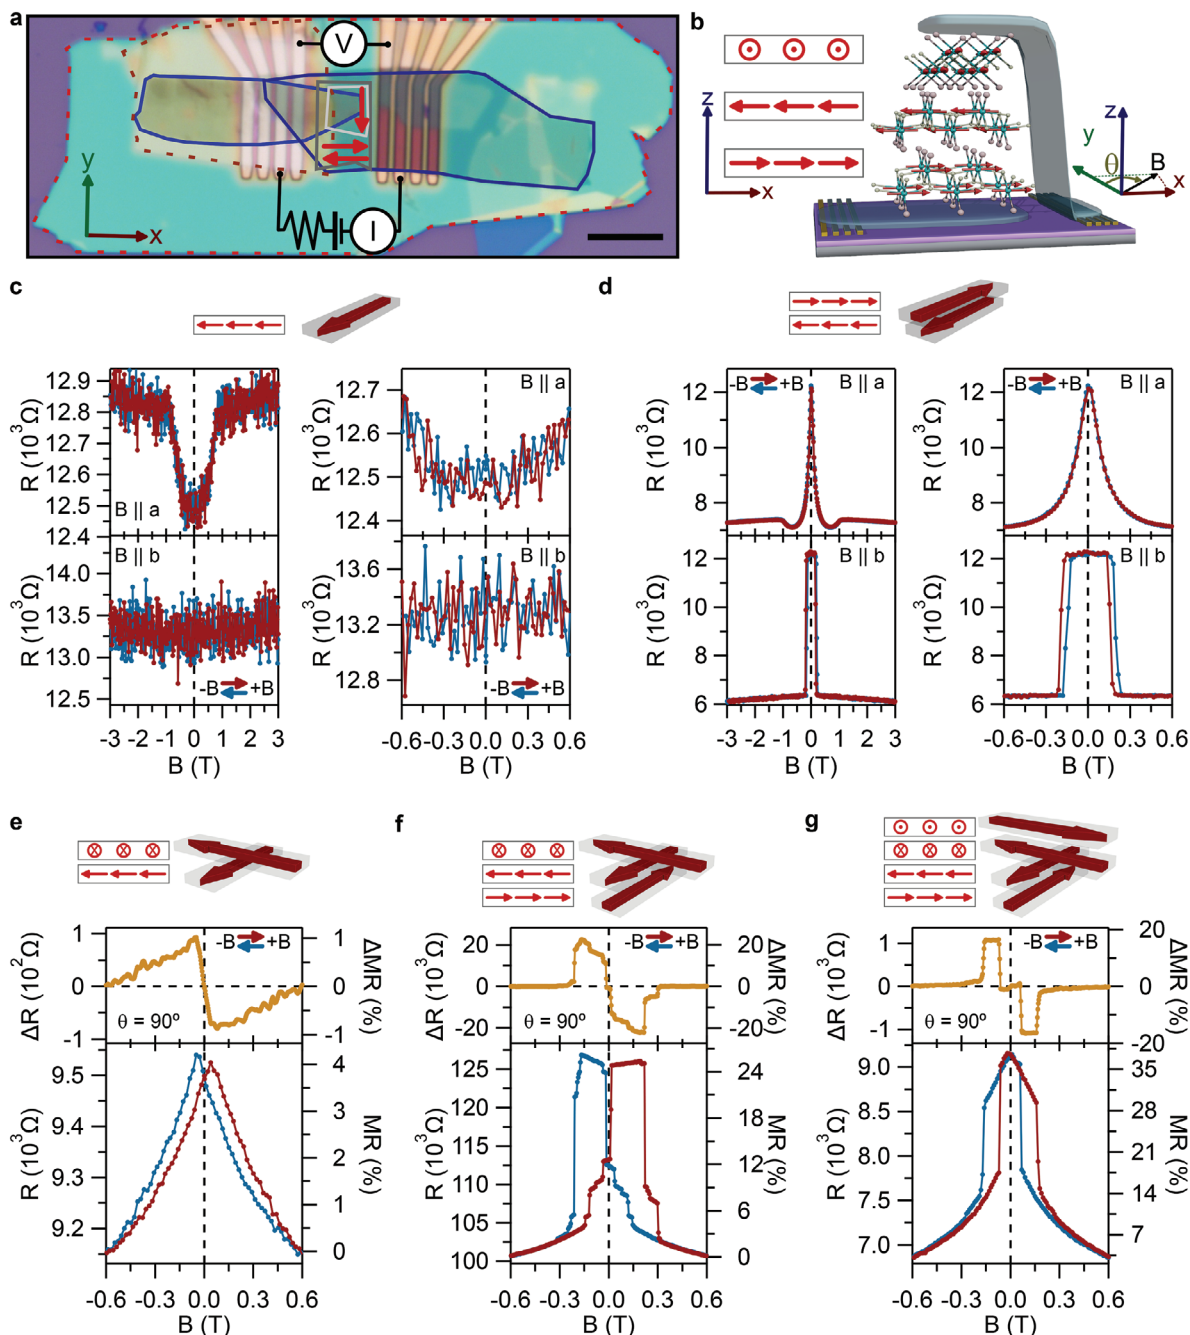 a
V
y
x
I
b
z
x
z
y
θ
B
x
c
d
R (10³Ω)
12.9
12.8
12.7
12.6
12.5
12.4
B || a
12.7
12.6
12.5
12.4
R (10³Ω)
B || a
R (10³Ω)
14.0
13.5
13.0
12.5
B || b
-B +B
-3 -2 -1 0 1 2 3
B (T)
R (10³Ω)
13.6
13.2
12.8
B || b
-B +B
-0.6 -0.3 0.0 0.3 0.6
B (T)
R (10³Ω)
12
10
8
-B +B
B || a
R (10³Ω)
12
10
8
B || a
R (10³Ω)
12
10
8
6
B || b
-3 -2 -1 0 1 2 3
B (T)
R (10³Ω)
12
10
8
6
B || b
-0.6 -0.3 0.0 0.3 0.6
B (T)
e
ΔR (10²Ω)
1
0
-1
-B +B
θ = 90º
1
0
-1
ΔMR (%)
R (10³Ω)
9.5
9.4
9.3
9.2
4
3
2
1
0
MR (%)
-0.6 -0.3 0.0 0.3 0.6
B (T)
f
ΔR (10³Ω)
20
0
-20
-B +B
θ = 90º
20
0
-20
ΔMR (%)
R (10³Ω)
125
120
115
110
105
100
24
18
12
6
0
MR (%)
-0.6 -0.3 0.0 0.3 0.6
B (T)
g
ΔR (10³Ω)
1
0
-1
-B +B
θ = 90º
20
0
-20
ΔMR (%)
R (10³Ω)
9.0
8.5
8.0
7.5
7.0
35
28
21
14
7
MR (%)
-0.6 -0.3 0.0 0.3 0.6
B (T)